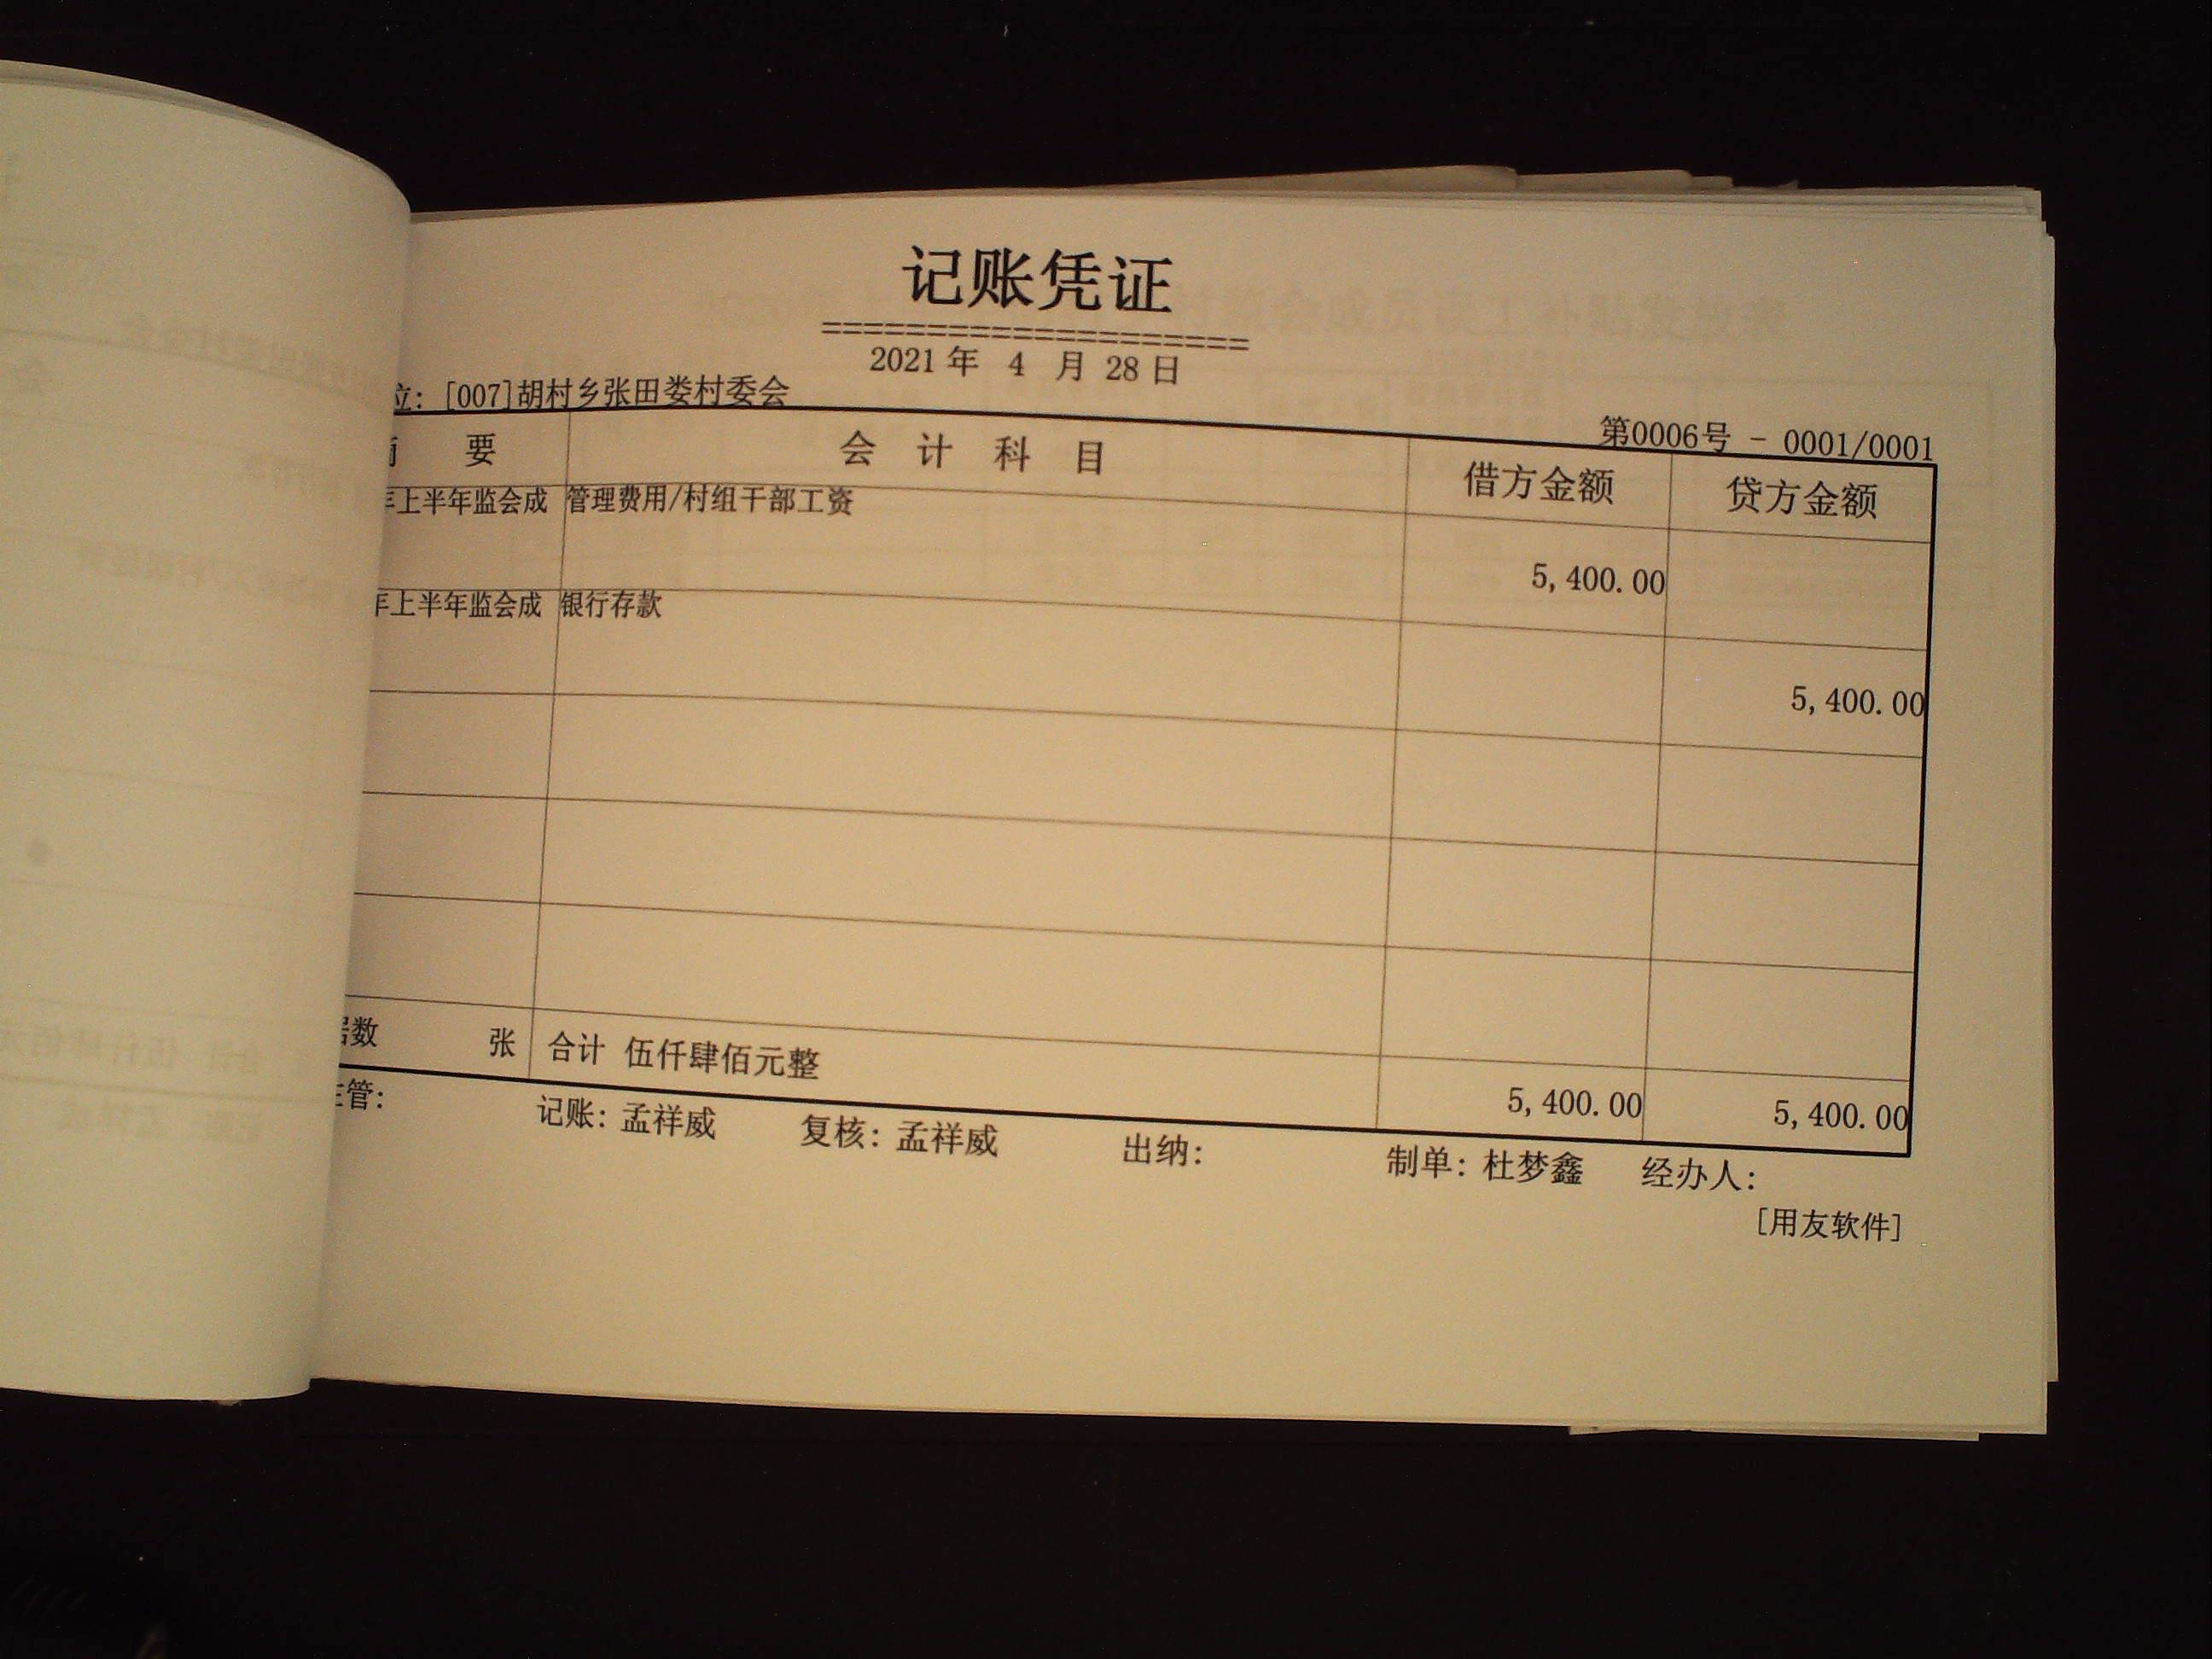 记账凭证
====================
2021 年 4 月 28 日
位: [007]胡村乡张田娄村委会
第0006号 - 0001/0001
要 会 计 科 目 借方金额 贷方金额
年上半年监会成 管理费用/村组干部工资
5,400.00
年上半年监会成 银行存款
5,400.00
数 张 合计 伍仟肆佰元整 5,400.00 5,400.00
管: 记账: 孟祥威 复核: 孟祥威 出纳: 制单: 杜梦鑫 经办人:
[用友软件]